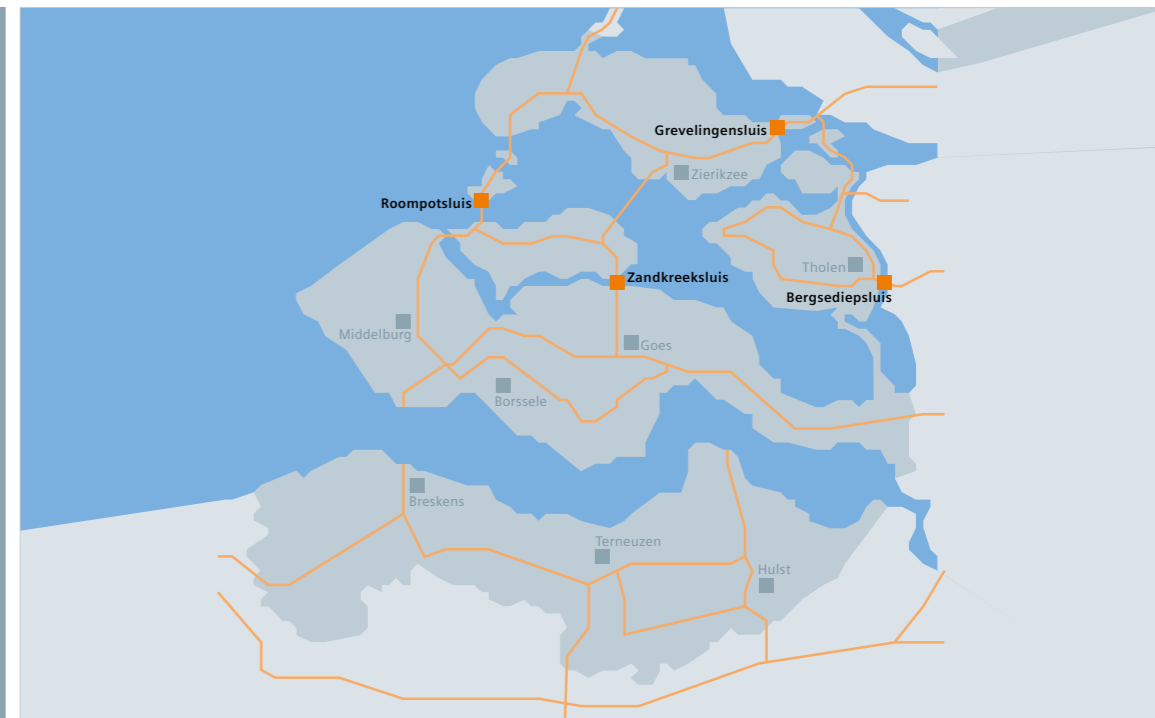 Grevelingensluis
Zierikzee
Roompotsluis
Tholen
Zandkreeksluis
Bergsediepsluis
Middelburg
Goes
Borssele
Breskens
Terneuzen
Hulst